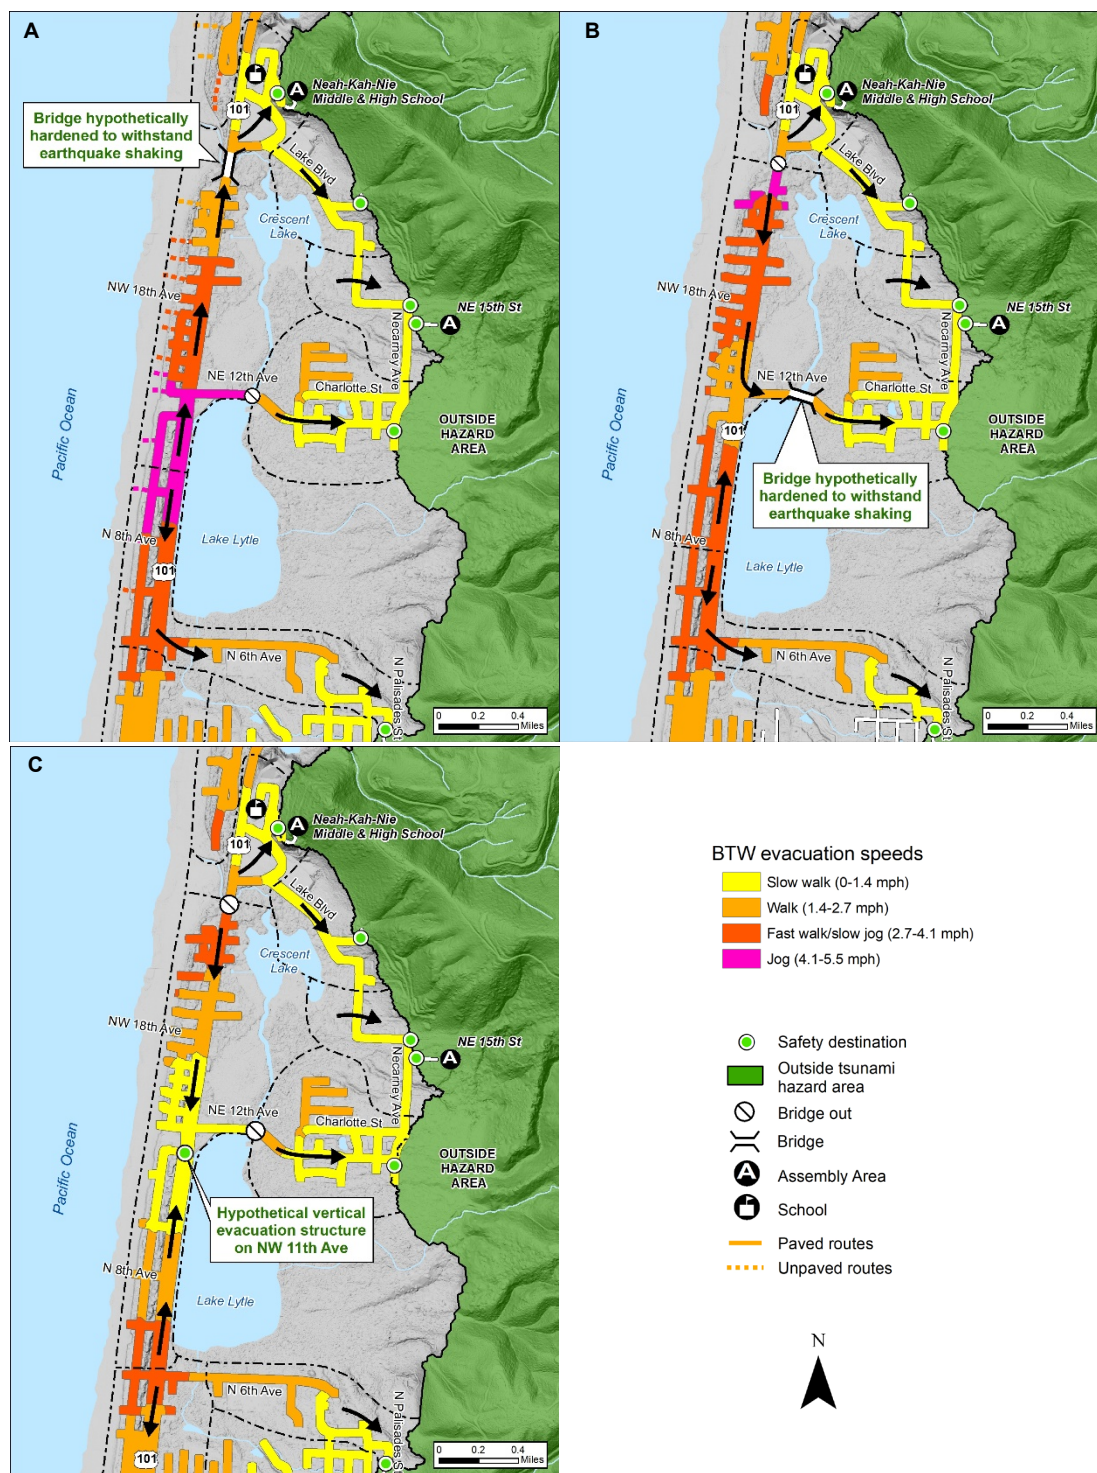 A
Neah-Kah-Nie
Middle & High School
101
Bridge hypothetically
hardened to withstand
earthquake shaking
Lake Blvd
Crescent
Lake
NW 18th Ave
NE 15th St
A
Necarney Ave
NE 12th Ave
Charlotte St
Pacific Ocean
OUTSIDE
HAZARD
AREA
N 8th Ave
Lake Lytle
101
N 6th Ave
N Palisades St
0 0.2 0.4
Miles
B
A
Neah-Kah-Nie
Middle & High School
101
Lake Blvd
Crescent
Lake
NW 18th Ave
NE 15th St
A
Necarney Ave
NE 12th Ave
Charlotte St
Pacific Ocean
101
OUTSIDE
HAZARD
AREA
Bridge hypothetically
hardened to withstand
earthquake shaking
N 8th Ave
Lake Lytle
N 6th Ave
N Palisades St
0 0.2 0.4
Miles
C
A
Neah-Kah-Nie
Middle & High School
101
Lake Blvd
Crescent
Lake
NW 18th Ave
NE 15th St
A
Necarney Ave
NE 12th Ave
Charlotte St
Pacific Ocean
OUTSIDE
HAZARD
AREA
Hypothetical vertical
evacuation structure
on NW 11th Ave
N 8th Ave
Lake Lytle
N 6th Ave
N Palisades St
101
0 0.2 0.4
Miles
BTW evacuation speeds
Slow walk (0-1.4 mph)
Walk (1.4-2.7 mph)
Fast walk/slow jog (2.7-4.1 mph)
Jog (4.1-5.5 mph)
Safety destination
Outside tsunami
hazard area
Bridge out
Bridge
A Assembly Area
School
Paved routes
Unpaved routes
N